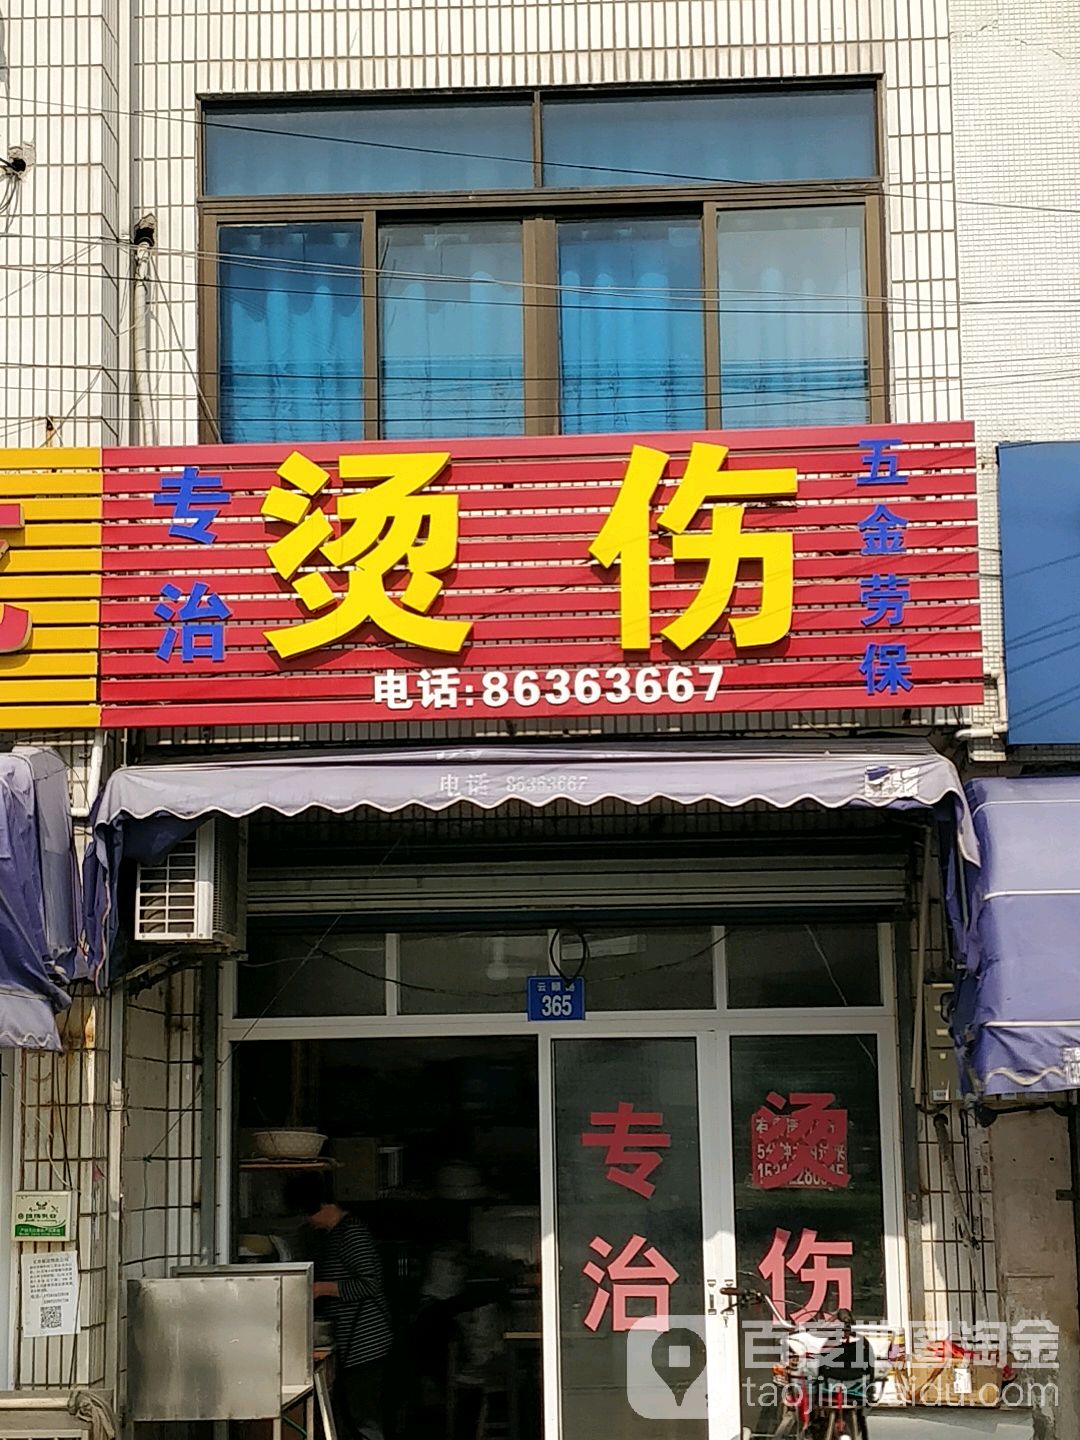 专治
烫伤
五金劳保
电话:86363667
电话 86363667
365
专治
烫伤
百度地图淘金
taojin.baidu.com